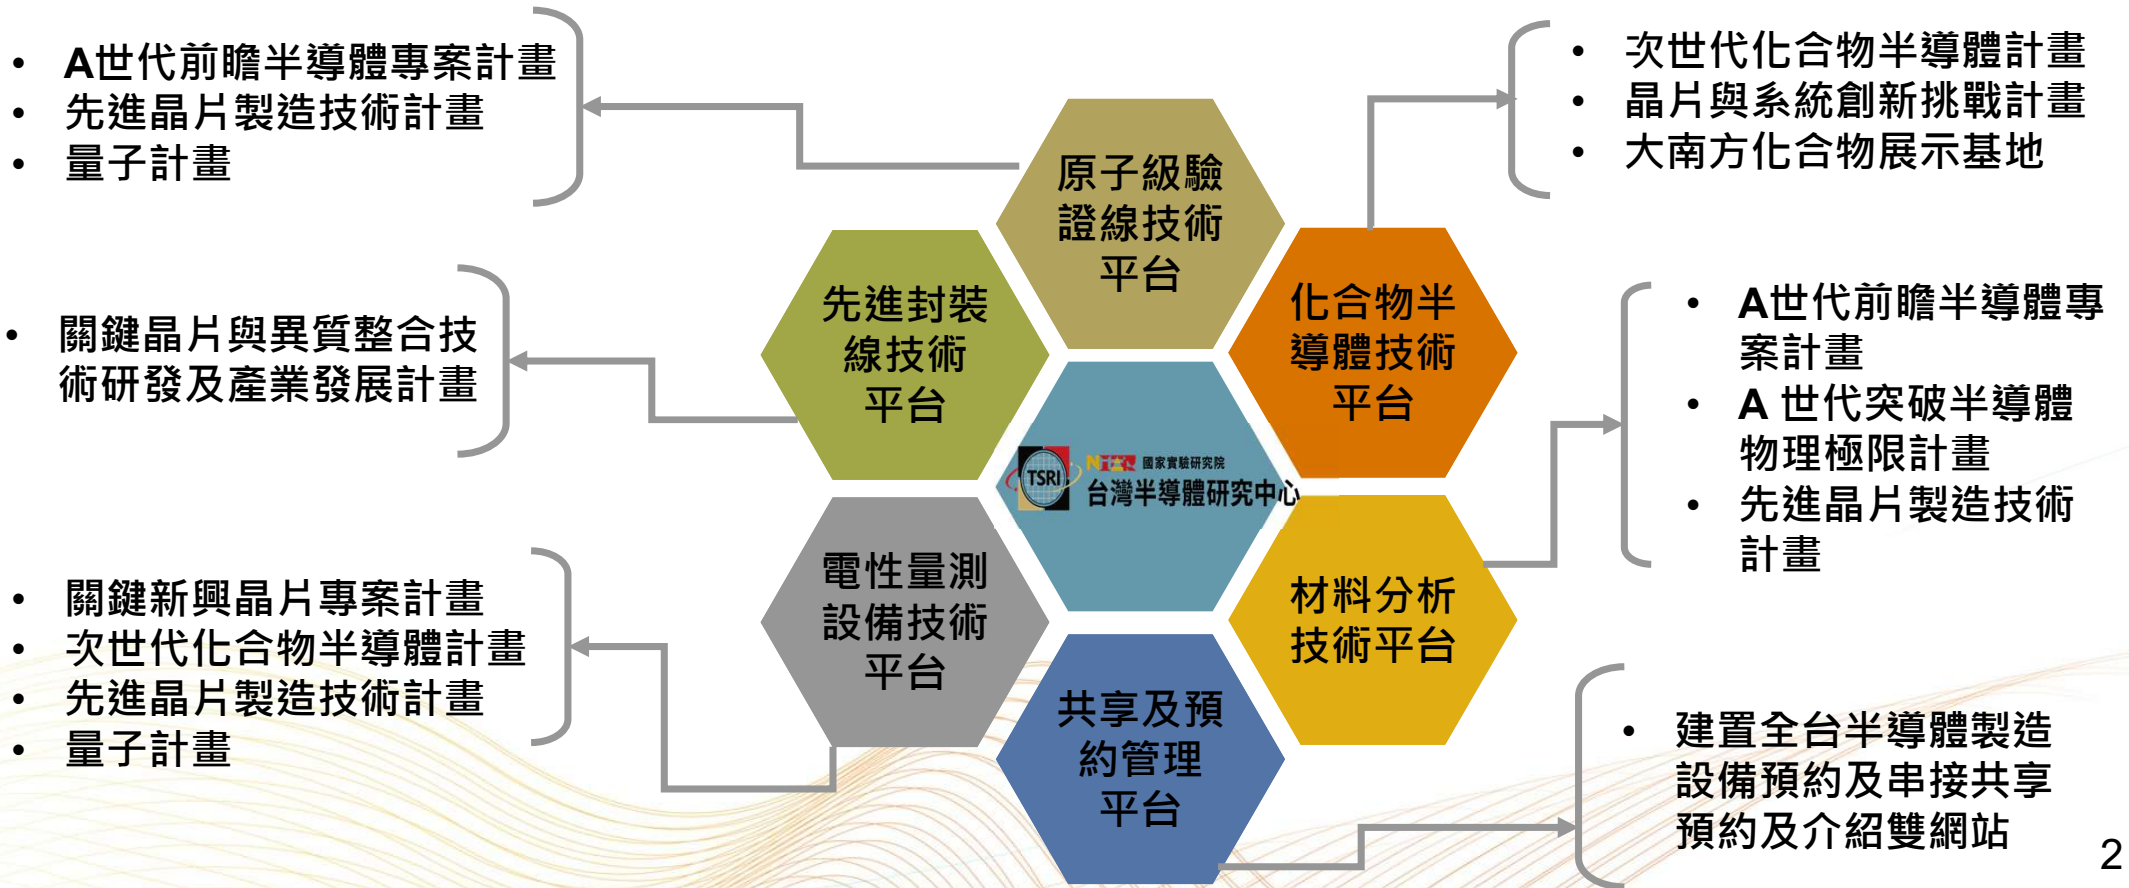 • A世代前瞻半導體專案計畫
• 先進晶片製造技術計畫
• 量子計畫
• 次世代化合物半導體計畫
• 晶片與系統創新挑戰計畫
• 大南方化合物展示基地
原子級驗
證線技術
平台
先進封裝
線技術
平台
化合物半
導體技術
平台
• 關鍵晶片與異質整合技
術研發及產業發展計畫
• A世代前瞻半導體專
案計畫
• A 世代突破半導體
物理極限計畫
• 先進晶片製造技術
計畫
TSRI
NIAR 國家實驗研究院
台灣半導體研究中心
電性量測
設備技術
平台
材料分析
技術平台
• 關鍵新興晶片專案計畫
• 次世代化合物半導體計畫
• 先進晶片製造技術計畫
• 量子計畫
共享及預
約管理
平台
• 建置全台半導體製造
設備預約及串接共享
預約及介紹雙網站
2